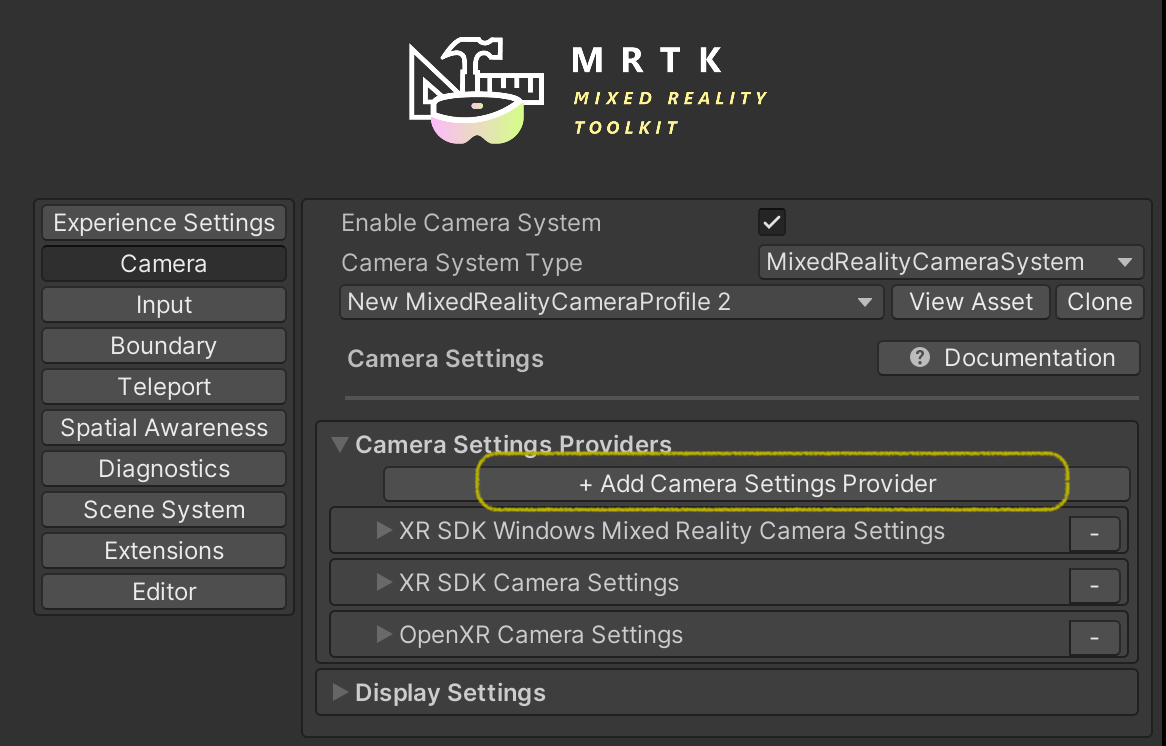 MRTK
MIXED REALITY
TOOLKIT
Experience Settings
Camera
Input
Boundary
Teleport
Spatial Awareness
Diagnostics
Scene System
Extensions
Editor
Enable Camera System
Camera System Type MixedRealityCameraSystem
New MixedRealityCameraProfile 2 View Asset Clone
Camera Settings Documentation
Camera Settings Providers
+ Add Camera Settings Provider
XR SDK Windows Mixed Reality Camera Settings -
XR SDK Camera Settings -
OpenXR Camera Settings -
Display Settings